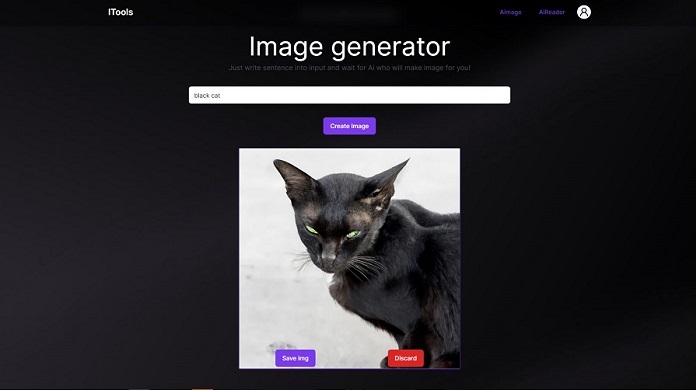 ITools
Aimage AiReader
Image generator
Just write sentence into input and wait for Ai who will make image for you!
black cat
Create Image
Save img Discard